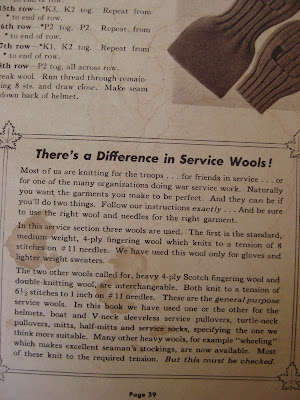 15th row—*K3, K2 tog. Repeat from
* to end of row.
16th row—*P2, P2 tog. Repeat from
* to end of row.
17th row—*K1, K2 tog. Repeat from
* to end of row.
18th row—P2 tog. all across row.
Break wool. Run thread through remain-
ing 8 sts. and draw close. Make seam
down back of helmet.
There's a Difference in Service Wools!
Most of us are knitting for the troops . . . for friends in service . . . or
for one of the many organizations doing war service work. Naturally
you want the garments you make to be perfect. And they can be if
you'll do two things. Follow our instructions exactly . . . And be sure
to use the right wool and needles for the right garment.
In this service section three wools are used. The first is the standard,
medium weight, 4-ply fingering wool which knits to a tension of 8
stitches on #11 needles. We have used this wool only for gloves and
lighter weight sweaters.
The two other wools called for, heavy 4-ply Scotch fingering wool and
double-knitting wool, are interchangeable. Both knit to a tension of
6½ stitches to 1 inch on #11 needles. These are the general purpose
service wools. In this book we have used one or the other for the
helmets, boat and V-neck sleeveless service pullovers, turtle-neck
pullovers, mitts, half-mitts and service socks, specifying the one we
think more suitable. Many other heavy wools, for example "wheeling"
which makes excellent seaman's stockings, are now available. Most
of these knit to the required tension. But this must be checked.
Page 39